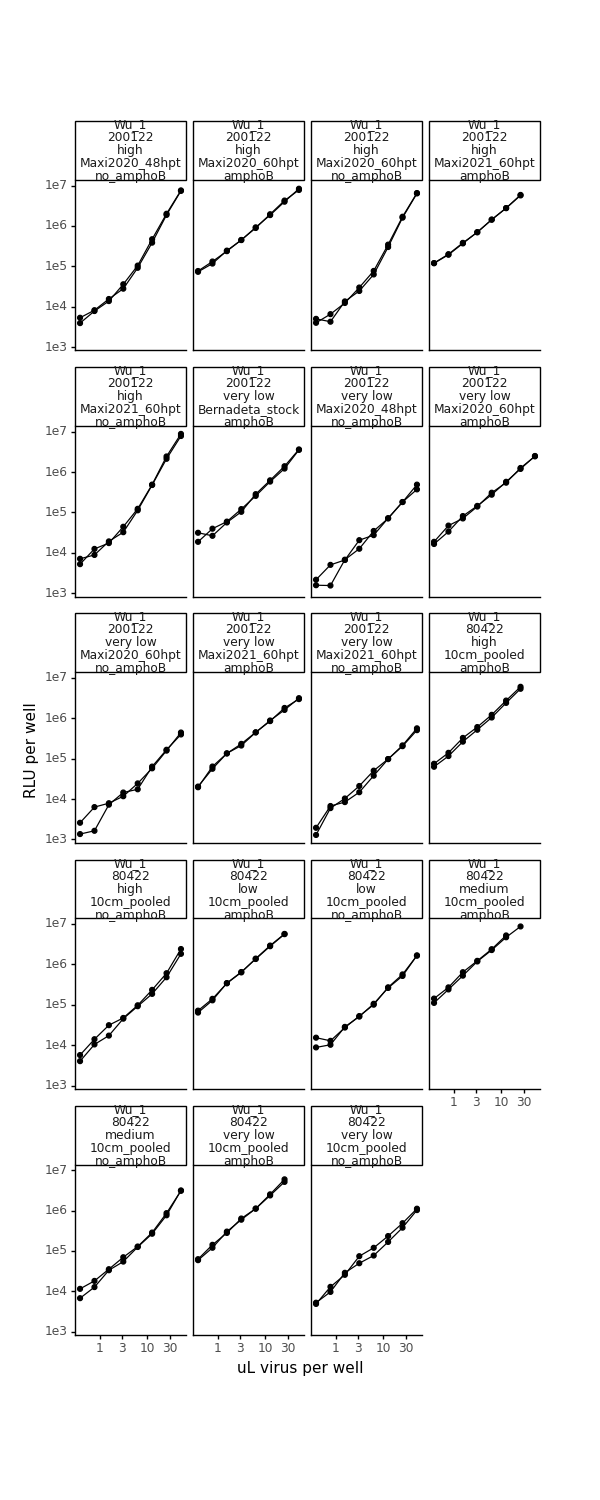 Wu_1
200122
high
Maxi2020_48hpt
no_amphoB
Wu_1
200122
high
Maxi2020_60hpt
amphoB
Wu_1
200122
high
Maxi2020_60hpt
no_amphoB
Wu_1
200122
high
Maxi2021_60hpt
amphoB
1e7
1e6
1e5
1e4
1e3
Wu_1
200122
high
Maxi2021_60hpt
no_amphoB
Wu_1
200122
very low
Bernadeta_stock
amphoB
Wu_1
200122
very low
Maxi2020_48hpt
no_amphoB
Wu_1
200122
very low
Maxi2020_60hpt
amphoB
1e7
1e6
1e5
1e4
1e3
Wu_1
200122
very low
Maxi2020_60hpt
no_amphoB
Wu_1
200122
very low
Maxi2021_60hpt
amphoB
Wu_1
200122
very low
Maxi2021_60hpt
no_amphoB
Wu_1
80422
high
10cm_pooled
amphoB
1e7
1e6
1e5
1e4
1e3
RLU per well
Wu_1
80422
high
10cm_pooled
no_amphoB
Wu_1
80422
low
10cm_pooled
amphoB
Wu_1
80422
low
10cm_pooled
no_amphoB
Wu_1
80422
medium
10cm_pooled
amphoB
1e7
1e6
1e5
1e4
1e3
1 3 10 30
Wu_1
80422
medium
10cm_pooled
no_amphoB
Wu_1
80422
very low
10cm_pooled
amphoB
Wu_1
80422
very low
10cm_pooled
no_amphoB
1e7
1e6
1e5
1e4
1e3
1 3 10 30
1 3 10 30
1 3 10 30
uL virus per well